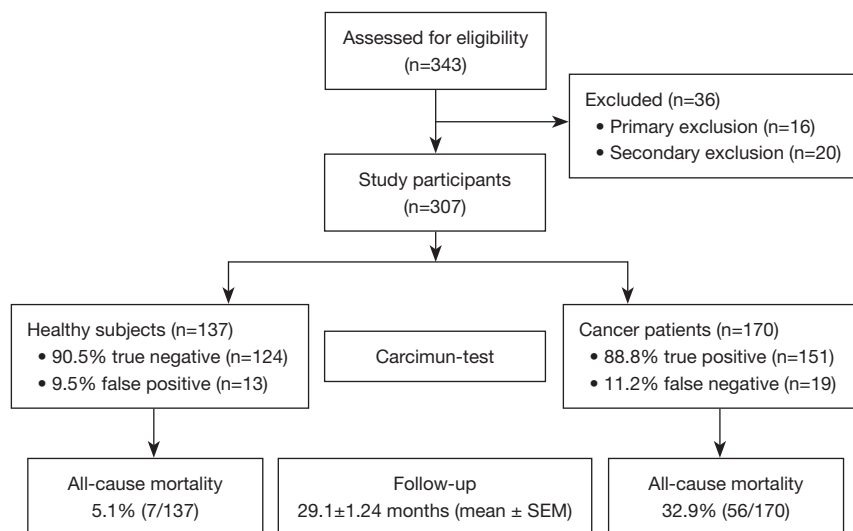 Assessed for eligibility
(n=343)
Excluded (n=36)
• Primary exclusion (n=16)
• Secondary exclusion (n=20)
Study participants
(n=307)
Healthy subjects (n=137)
• 90.5% true negative (n=124)
• 9.5% false positive (n=13)
Carcimun-test
Cancer patients (n=170)
• 88.8% true positive (n=151)
• 11.2% false negative (n=19)
All-cause mortality
5.1% (7/137)
Follow-up
29.1±1.24 months (mean ± SEM)
All-cause mortality
32.9% (56/170)